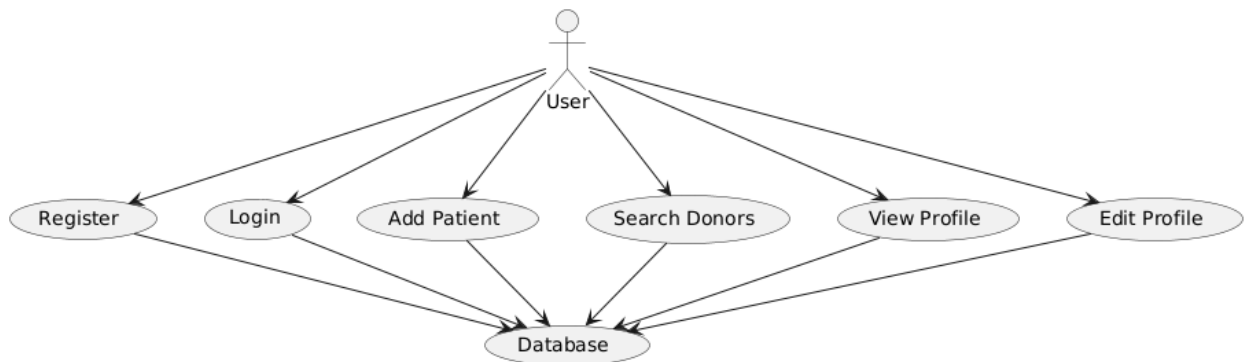 User
Register
Login
Add Patient
Search Donors
View Profile
Edit Profile
Database